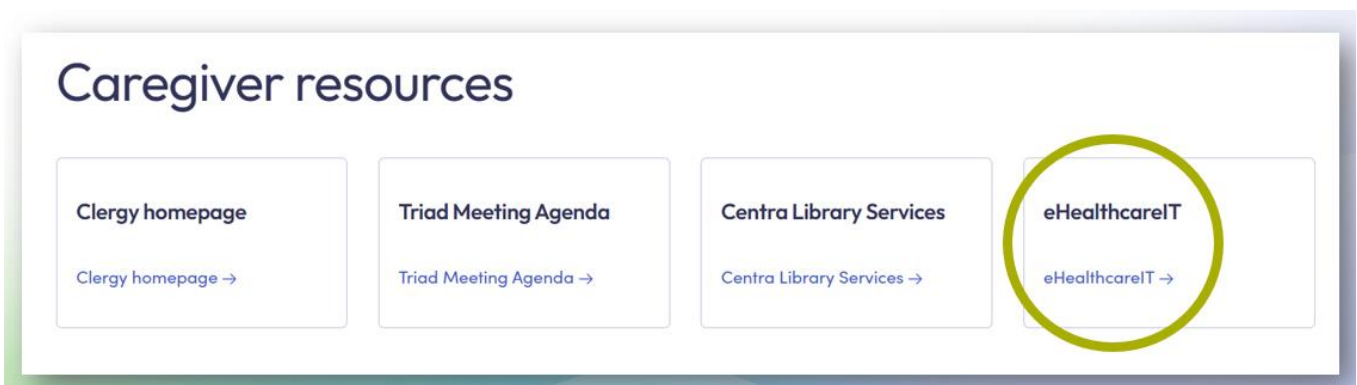 Caregiver resources
Clergy homepage
Clergy homepage →
Triad Meeting Agenda
Triad Meeting Agenda →
Centra Library Services
Centra Library Services →
eHealthcareIT
eHealthcareIT →